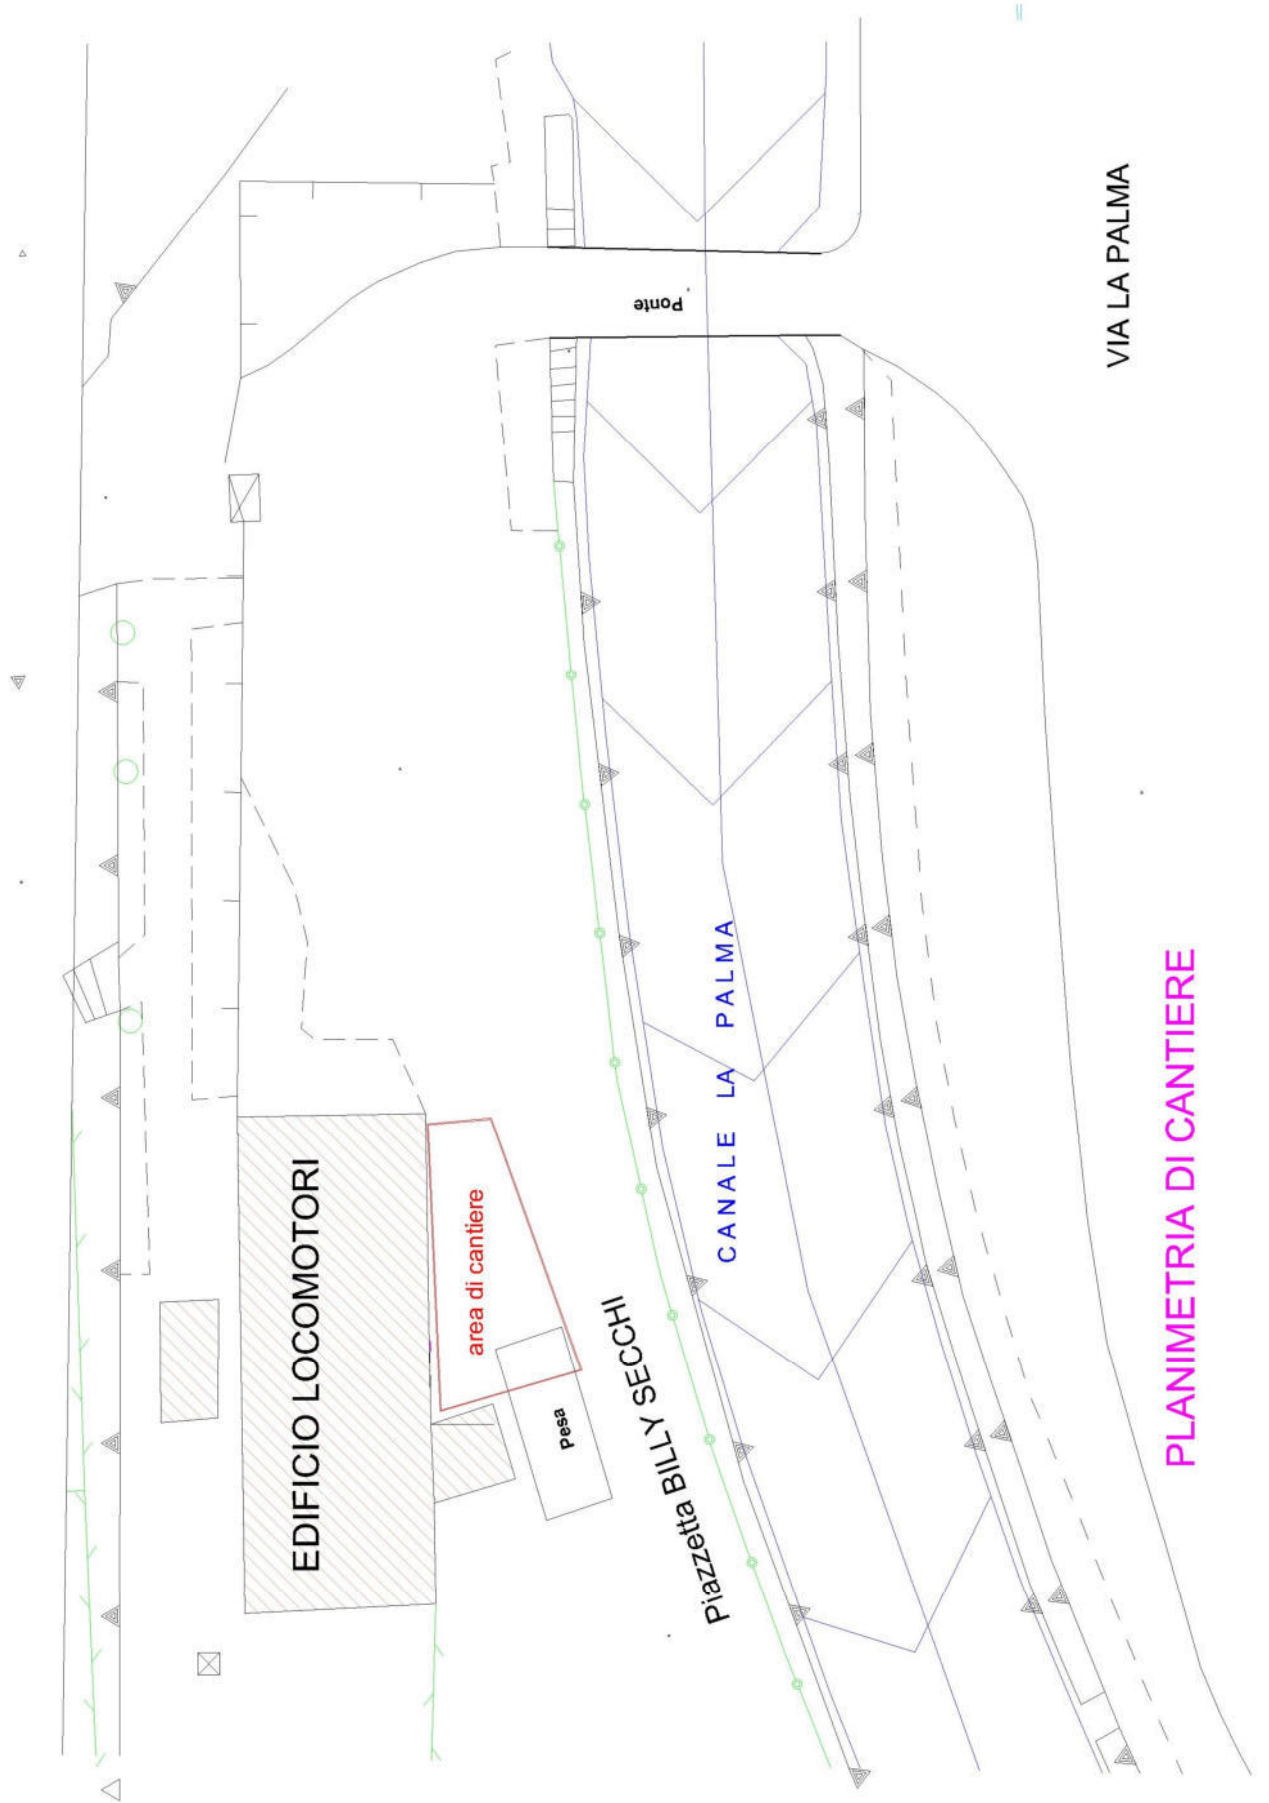 EDIFICIO LOCOMOTORI
area di cantiere
Pesa
Piazzetta BILLY SECCHI
Ponte
CANALE LA PALMA
VIA LA PALMA
PLANIMETRIA DI CANTIERE